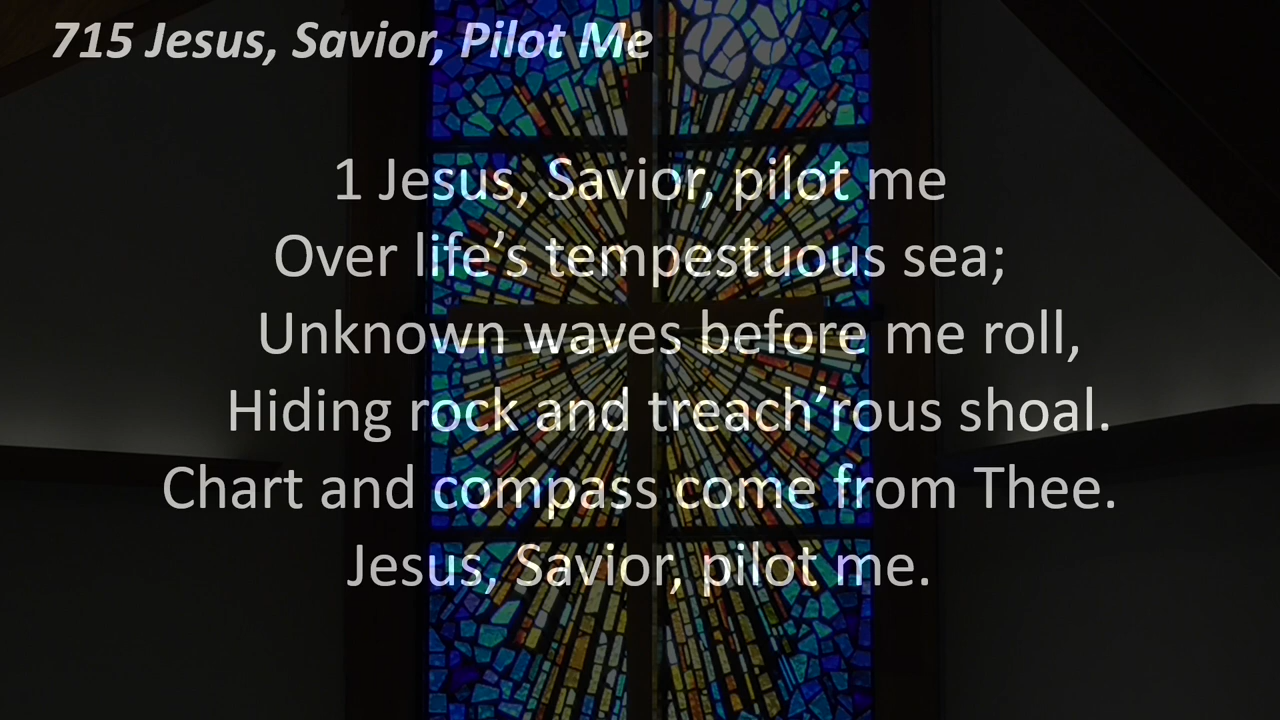 715 Jesus, Savior, Pilot Me
1 Jesus, Savior, pilot me
Over life’s tempestuous sea;
Unknown waves before me roll,
Hiding rock and treach’rous shoal.
Chart and compass come from Thee.
Jesus, Savior, pilot me.